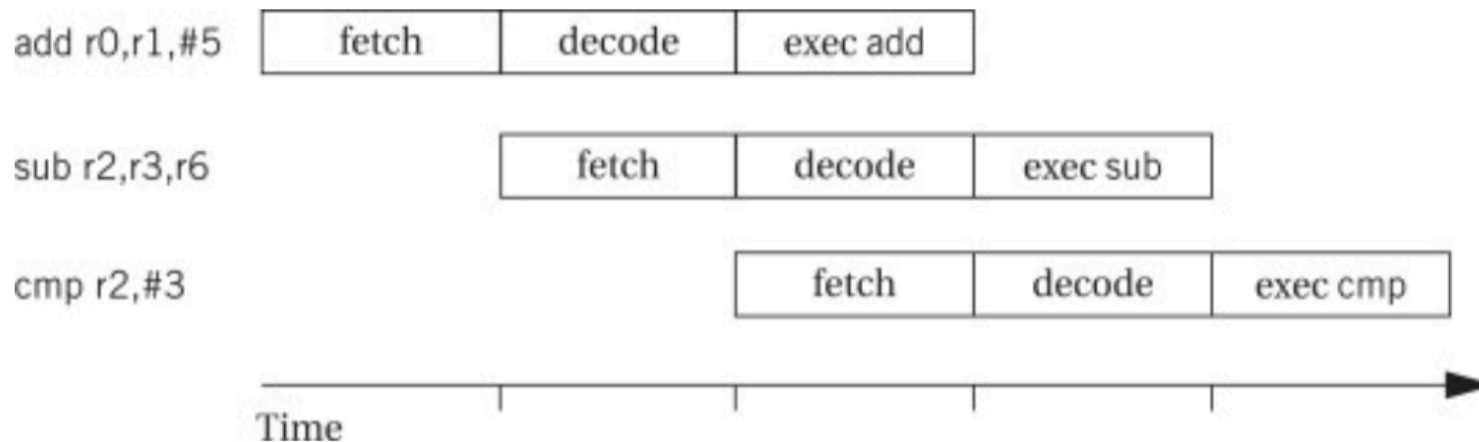 add r0,r1,#5 fetch decode exec add
sub r2,r3,r6 fetch decode exec sub
cmp r2,#3 fetch decode exec cmp
Time